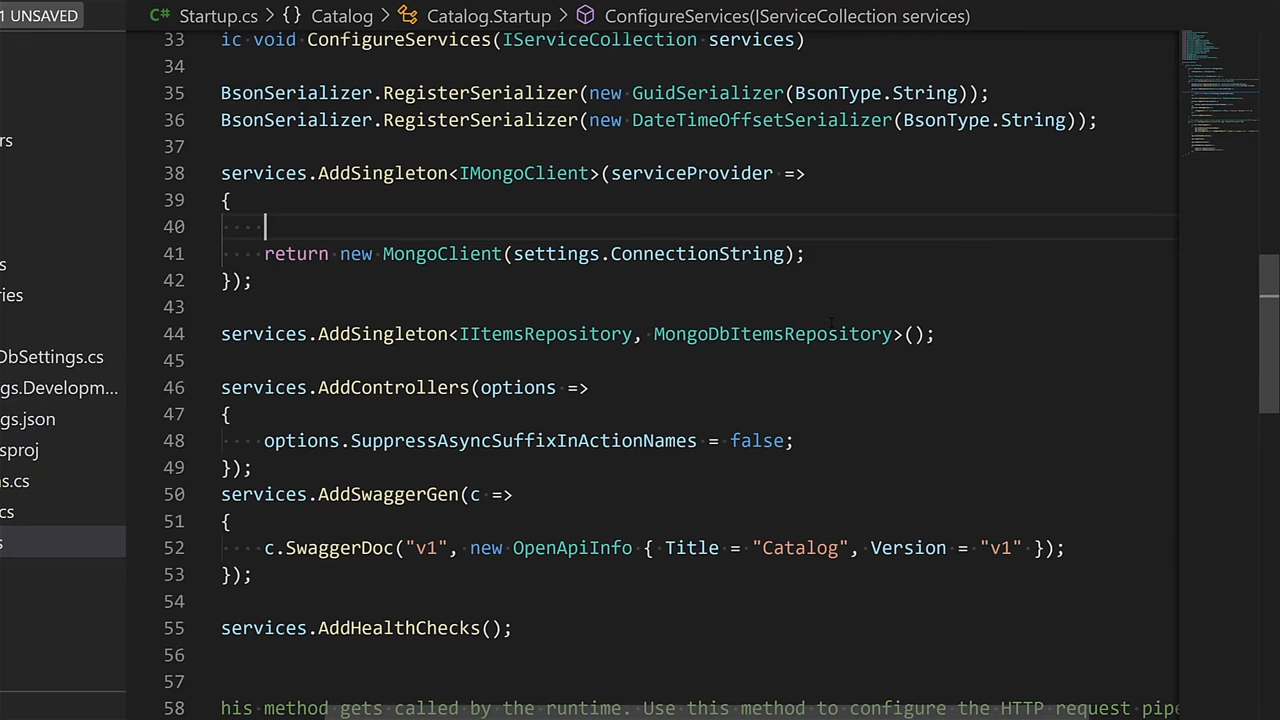 1 UNSAVED
C# Startup.cs > {} Catalog > Catalog.Startup > ConfigureServices(IServiceCollection services)
rs
s
ries
DbSettings.cs
gs.Developm...
gs.json
sproj
ns.cs
cs
s
33 ic void ConfigureServices(IServiceCollection services)
34
35 BsonSerializer.RegisterSerializer(new GuidSerializer(BsonType.String));
36 BsonSerializer.RegisterSerializer(new DateTimeOffsetSerializer(BsonType.String));
37
38 services.AddSingleton<IMongoClient>(serviceProvider =>
39 {
40
41 return new MongoClient(settings.ConnectionString);
42 });
43
44 services.AddSingleton<IItemsRepository, MongoDbItemsRepository>();
45
46 services.AddControllers(options =>
47 {
48 options.SuppressAsyncSuffixInActionNames = false;
49 });
50 services.AddSwaggerGen(c =>
51 {
52 c.SwaggerDoc("v1", new OpenApiInfo { Title = "Catalog", Version = "v1" });
53 });
54
55 services.AddHealthChecks();
56
57
58 his method gets called by the runtime. Use this method to configure the HTTP request pipe